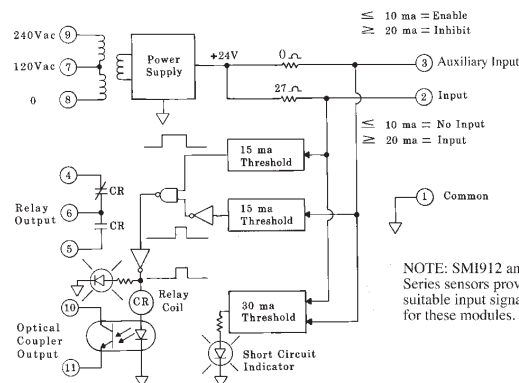 ≤ 10 ma = Enable
≥ 20 ma = Inhibit
240Vac 9
120Vac 7
0 8
Power
Supply
+24V
0 Ω
3 Auxiliary Input
27 Ω
2 Input
≤ 10 ma = No Input
≥ 20 ma = Input
15 ma
Threshold
4
CR
Relay
Output
6
CR
5
15 ma
Threshold
1 Common
CR
Relay
Coil
10
Optical
Coupler
Output
11
30 ma
Threshold
Short Circuit
Indicator
NOTE: SMI912 an
Series sensors prov
suitable input signa
for these modules.